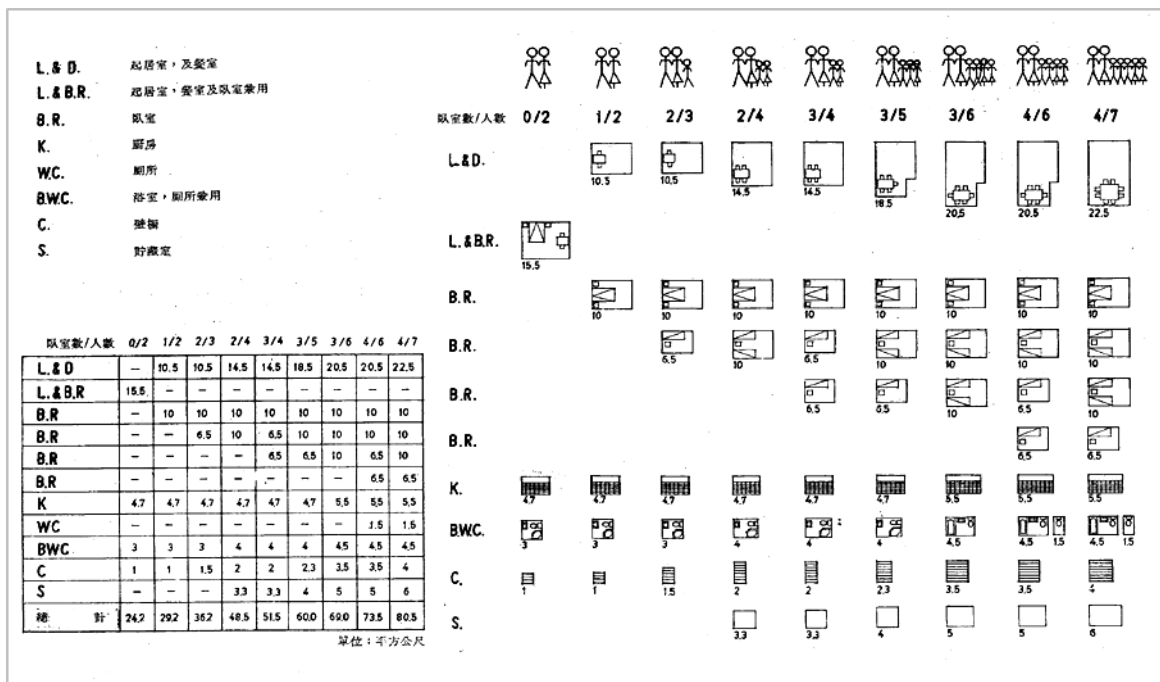 L. & D. 起居室，及餐室
L. & B.R. 起居室，餐室及臥室兼用
B.R. 臥室
K. 廚房
W.C. 廁所
B.W.C. 浴室，廁所兼用
C. 壁櫥
S. 貯藏室
臥室數/人數 0/2 1/2 2/3 2/4 3/4 3/5 3/6 4/6 4/7
L. & D — 10.5 10.5 14.5 14.5 18.5 20.5 20.5 22.5
L. & B.R 15.5 — — — — — — — —
B.R — 10 10 10 10 10 10 10 10
B.R — — 6.5 10 6.5 10 10 10 10
B.R — — — — 6.5 6.5 10 6.5 10
B.R — — — — — — — 6.5 6.5
K 4.7 4.7 4.7 4.7 4.7 4.7 5.5 5.5 5.5
WC — — — — — — — 1.5 1.5
BWC 3 3 3 4 4 4 4.5 4.5 4.5
C 1 1 1.5 2 2 2.3 3.5 3.5 4
S — — — 3.3 3.3 4 5 5 6
總計 24.2 29.2 36.2 48.5 51.5 60.0 69.0 73.5 80.5
單位：平方公尺
臥室數/人數 0/2 1/2 2/3 2/4 3/4 3/5 3/6 4/6 4/7
L. & D.
10.5 10.5 14.5 14.5 18.5 20.5 20.5 22.5
L. & B.R.
15.5
B.R.
10 10 10 10 10 10 10 10
B.R.
6.5 10 6.5 10 10 10 10
B.R.
6.5 6.5 10 6.5 10
B.R.
6.5 6.5
K.
4.7 4.7 4.7 4.7 4.7 4.7 5.5 5.5 5.5
B.W.C.
3 3 3 4 4 4 4.5 4.5 1.5 4.5 1.5
C.
1 1 1.5 2 2 2.3 3.5 3.5 4
S.
3.3 3.3 4 5 5 6